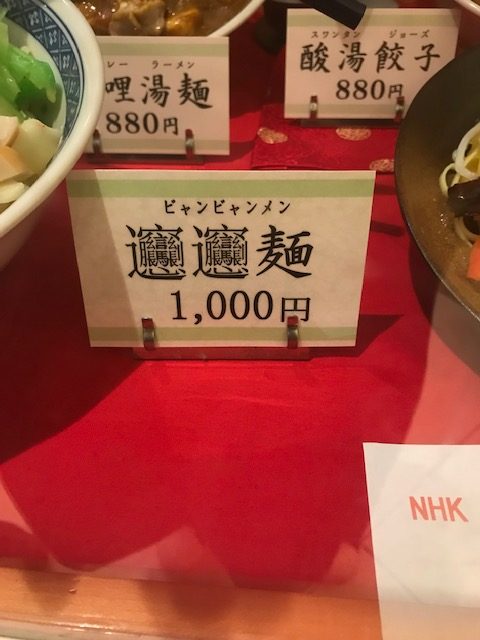 レー ラーメン
哩湯麺
880円
スワンタン ジョーズ
酸湯餃子
880円
ビャンビャンメン
𰻞𰻞麺
1,000円
NHK